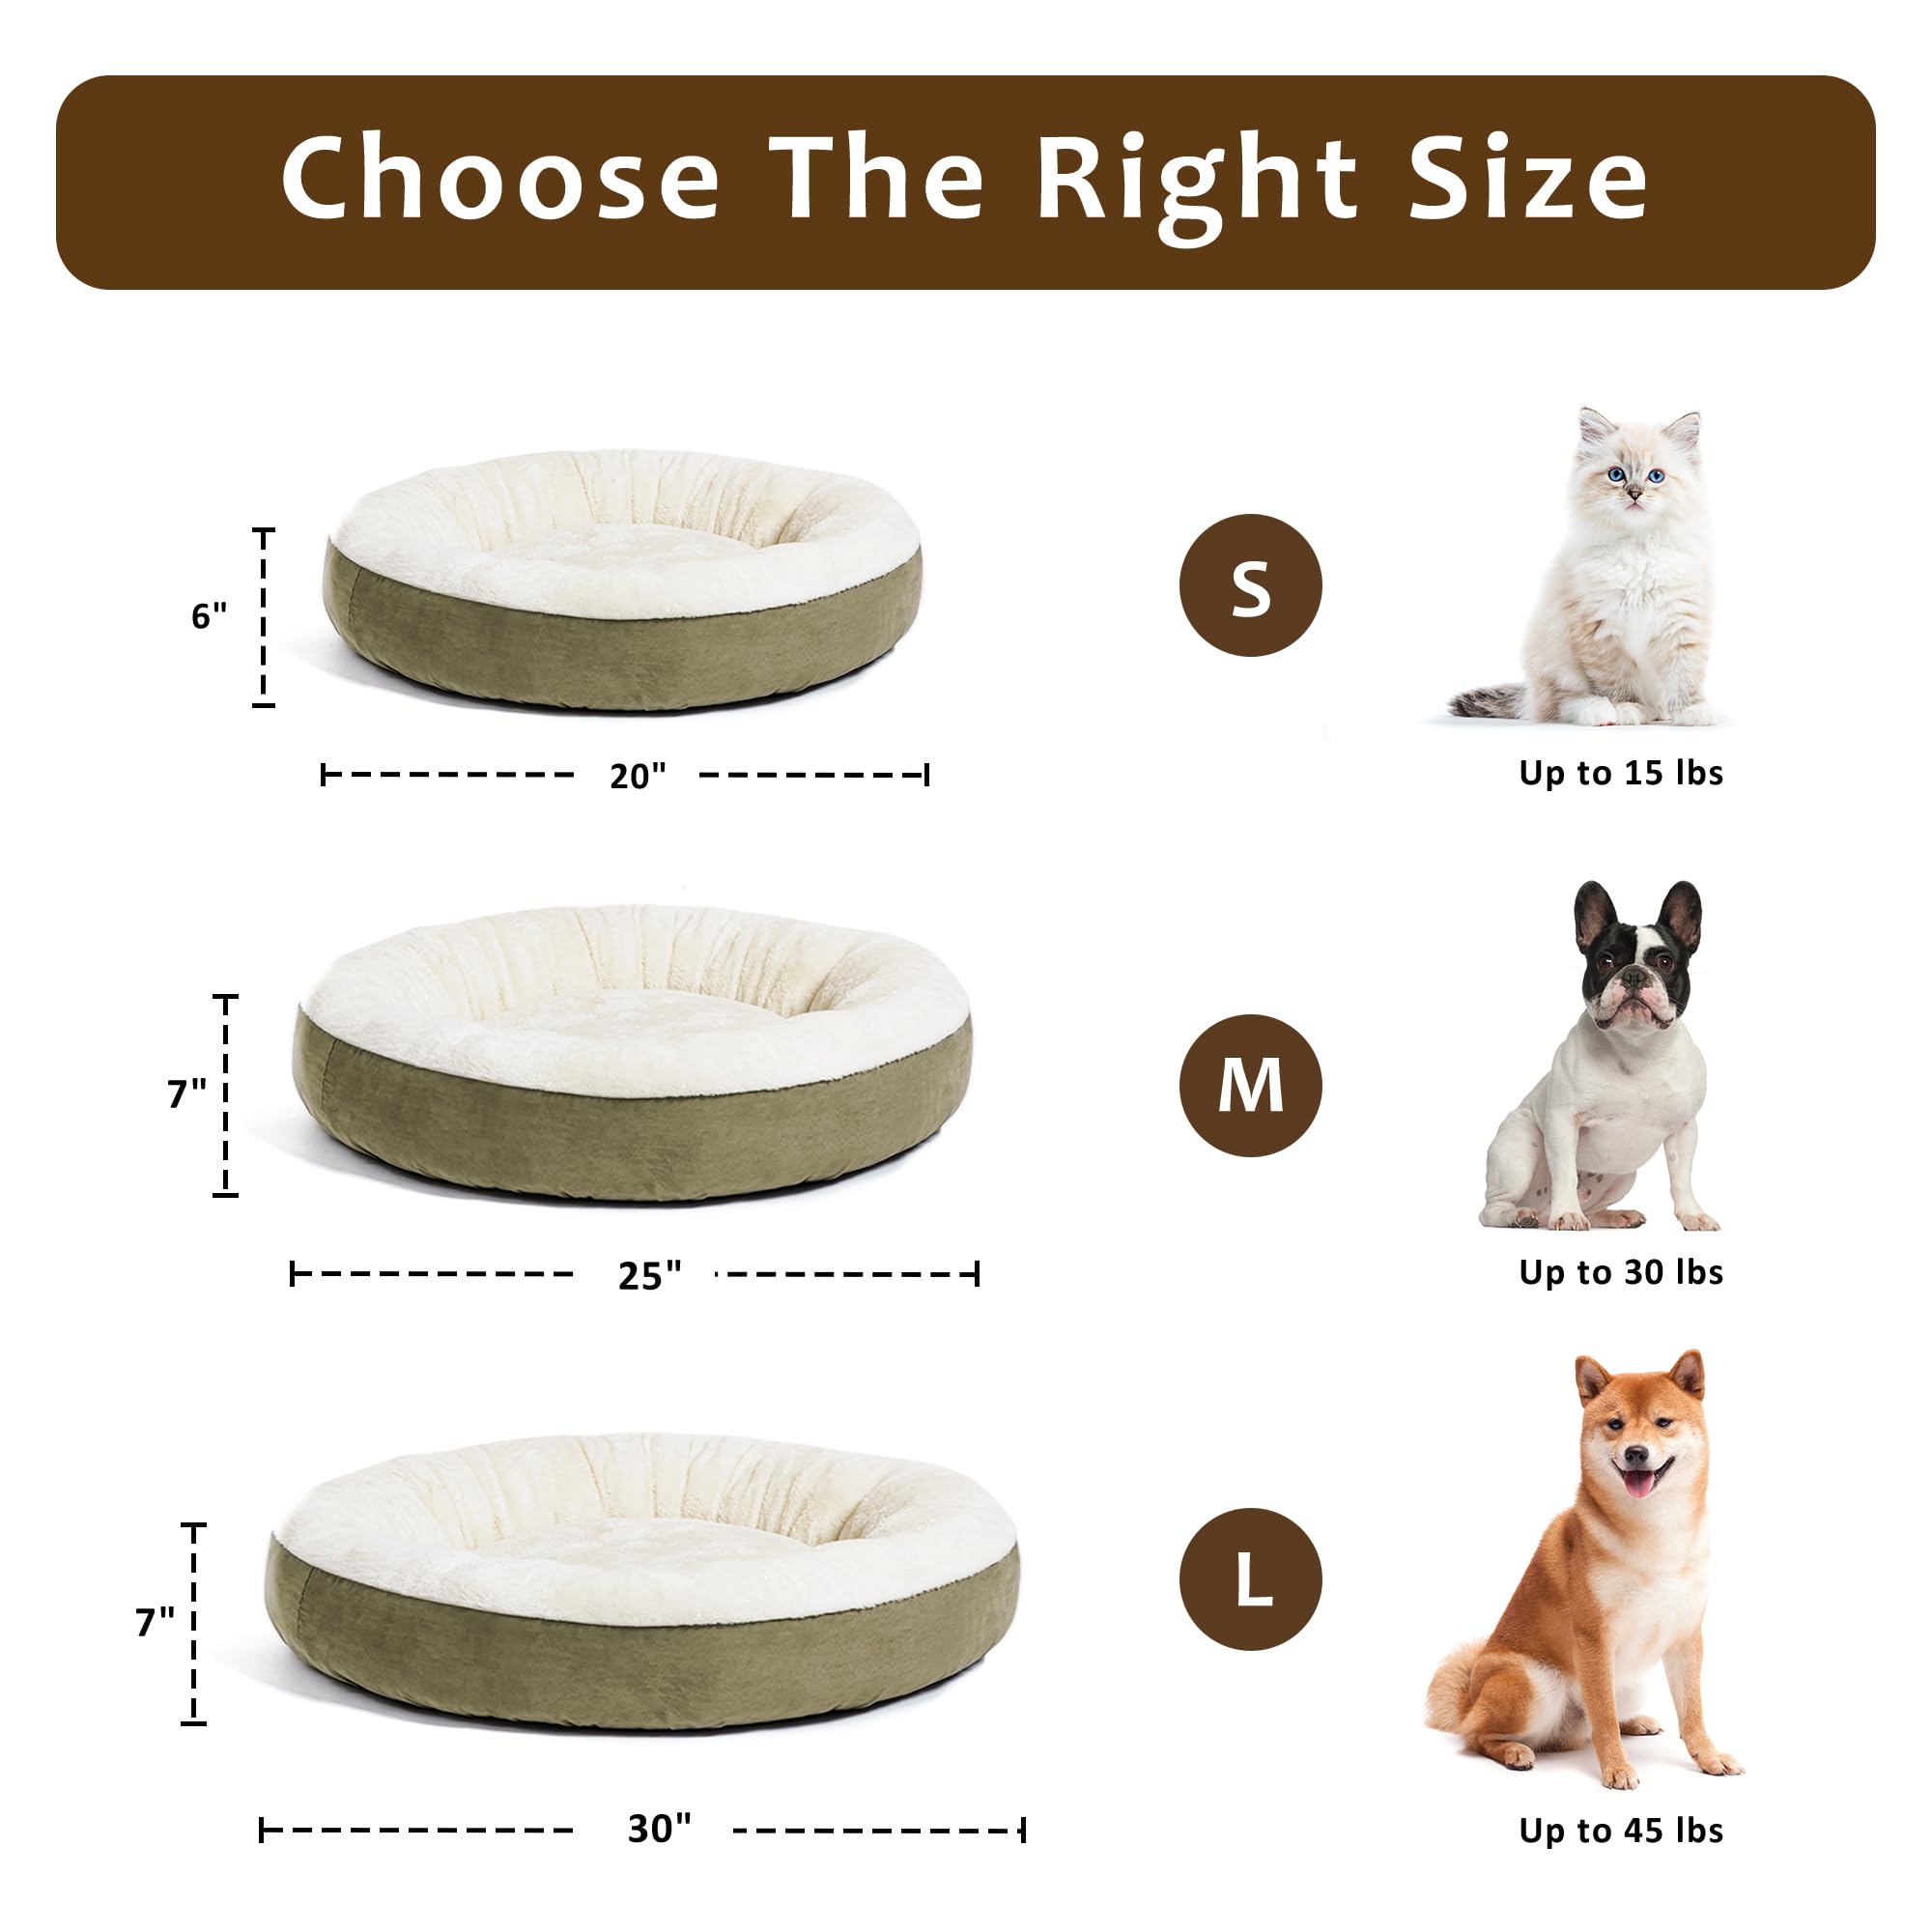 Choose The Right Size
6"
S
20"
Up to 15 lbs
7"
M
25"
Up to 30 lbs
7"
L
30"
Up to 45 lbs